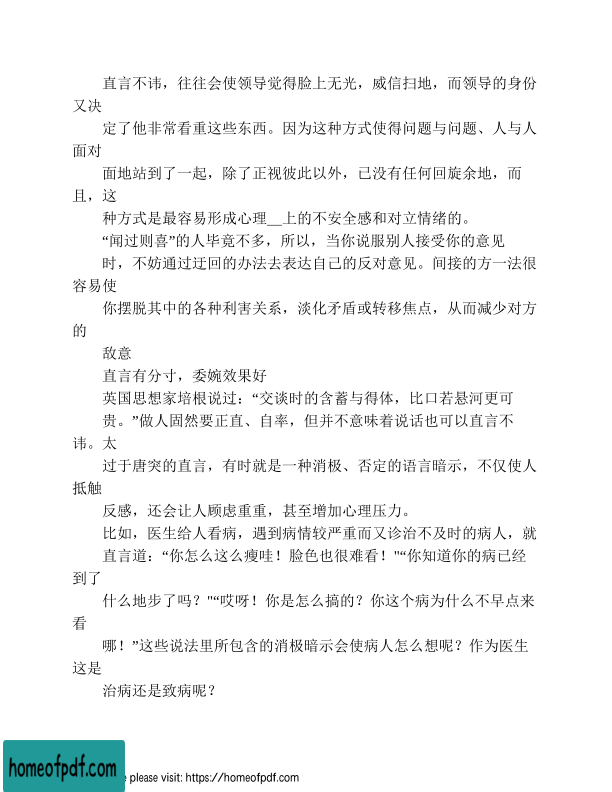 直言不讳，往往会使领导觉得脸上无光，威信扫地，而领导的身份
又决
定了他非常看重这些东西。因为这种方式使得问题与问题、人与人
面对
面地站到了一起，除了正视彼此以外，已没有任何回旋余地，而
且，这
种方式是最容易形成心理__上的不安全感和对立情绪的。
“闻过则喜”的人毕竟不多，所以，当你说服别人接受你的意见
时，不妨通过迂回的办法去表达自己的反对意见。间接的方一法很
容易使
你摆脱其中的各种利害关系，淡化矛盾或转移焦点，从而减少对方
的
敌意
直言有分寸，委婉效果好
英国思想家培根说过：“交谈时的含蓄与得体，比口若悬河更可
贵。”做人固然要正直、自率，但并不意味着说话也可以直言不
讳。太
过于唐突的直言，有时就是一种消极、否定的语言暗示，不仅使人
抵触
反感，还会让人顾虑重重，甚至增加心理压力。
比如，医生给人看病，遇到病情较严重而又诊治不及时的病人，就
直言道：“你怎么这么瘦哇！脸色也很难看！"“你知道你的病已经
到了
什么地步了吗？"“哎呀！你是怎么搞的？你这个病为什么不早点来
看
哪！”这些说法里所包含的消极暗示会使病人怎么想呢？作为医生
这是
治病还是致病呢？
homeofpdf.com
e please visit: https://homeofpdf.com